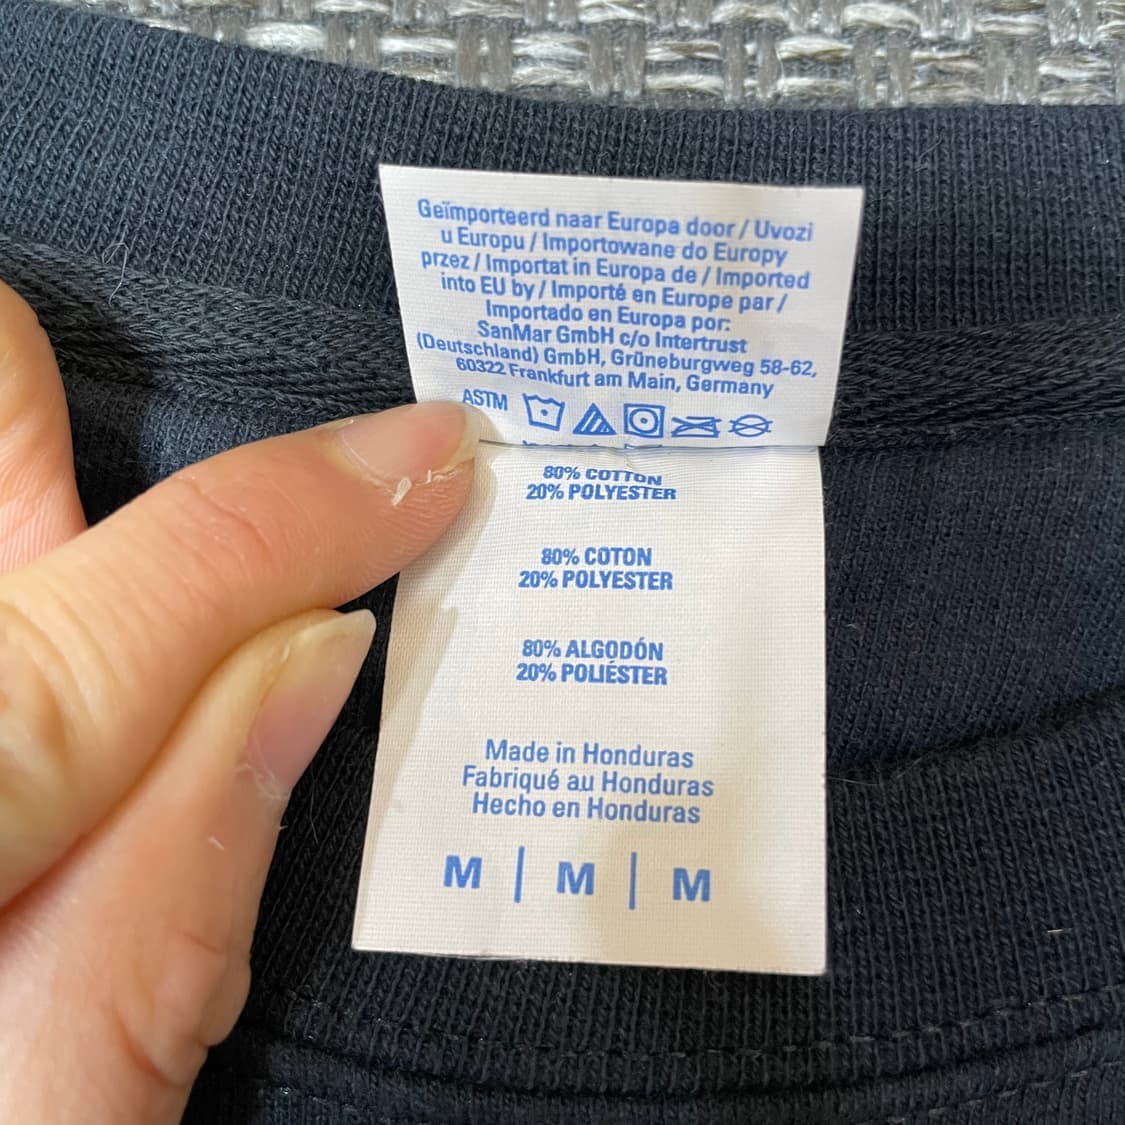 Geïmporteerd naar Europa door / Uvozi
u Europu / Importowane do Europy
przez / Importat in Europa de / Imported
into EU by / Importé en Europe par /
Importado en Europa por:
SanMar GmbH c/o Intertrust
(Deutschland) GmbH, Grüneburgweg 58-62,
60322 Frankfurt am Main, Germany
ASTM
80% COTTON
20% POLYESTER
80% COTON
20% POLYESTER
80% ALGODÓN
20% POLIÉSTER
Made in Honduras
Fabriqué au Honduras
Hecho en Honduras
M | M | M